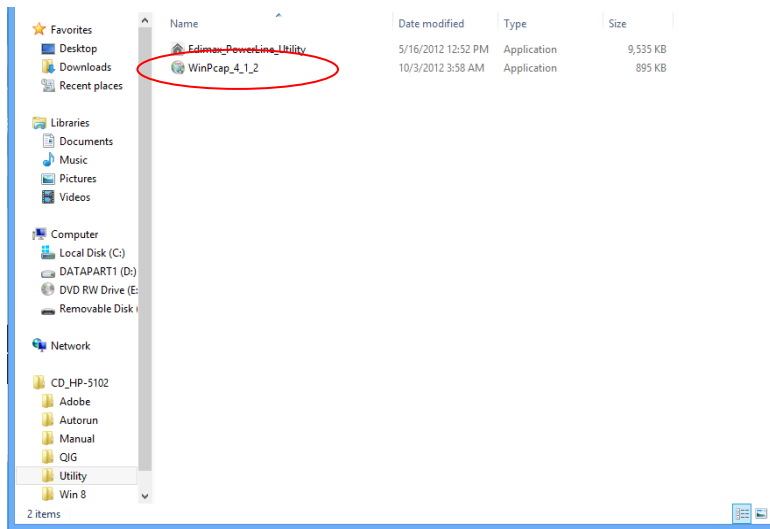 Favorites
Desktop
Downloads
Recent places
Libraries
Documents
Music
Pictures
Videos
Computer
Local Disk (C:)
DATAPART1 (D:)
DVD RW Drive (E:
Removable Disk
Network
CD_HP-5102
Adobe
Autorun
Manual
QIG
Utility
Win 8
Name Date modified Type Size
Edimax_PowerLine_Utility 5/16/2012 12:52 PM Application 9,535 KB
WinPcap_4_1_2 10/3/2012 3:58 AM Application 895 KB
2 items